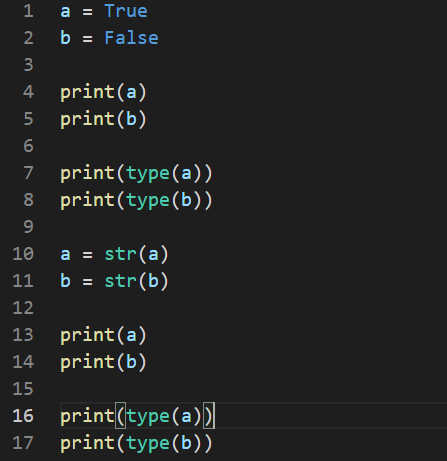 1 a = True
2 b = False
3
4 print(a)
5 print(b)
6
7 print(type(a))
8 print(type(b))
9
10 a = str(a)
11 b = str(b)
12
13 print(a)
14 print(b)
15
16 print(type(a))
17 print(type(b))